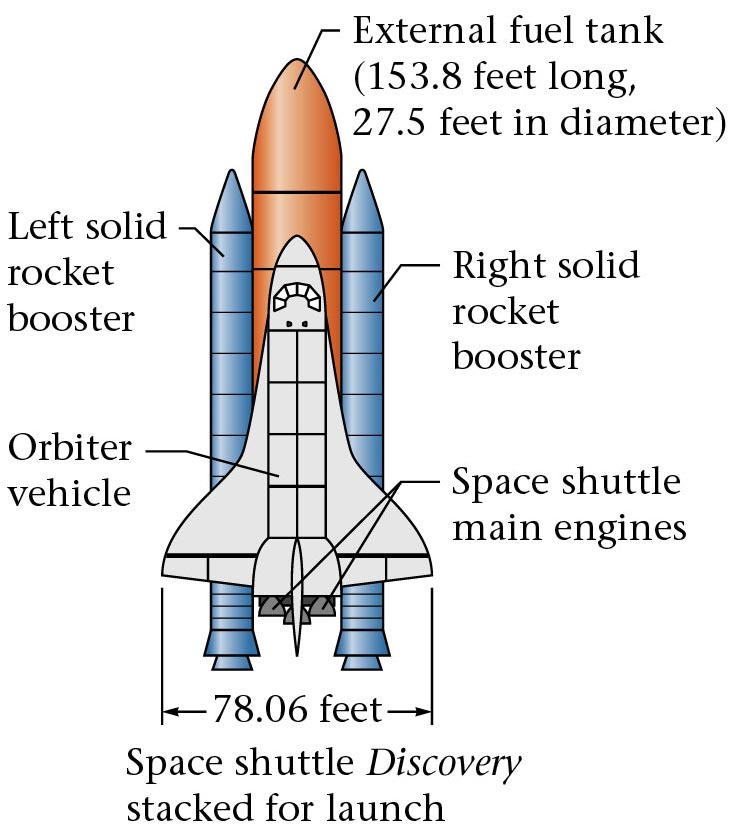 External fuel tank
(153.8 feet long,
27.5 feet in diameter)
Left solid
rocket
booster
Right solid
rocket
booster
Orbiter
vehicle
Space shuttle
main engines
78.06 feet
Space shuttle Discovery
stacked for launch